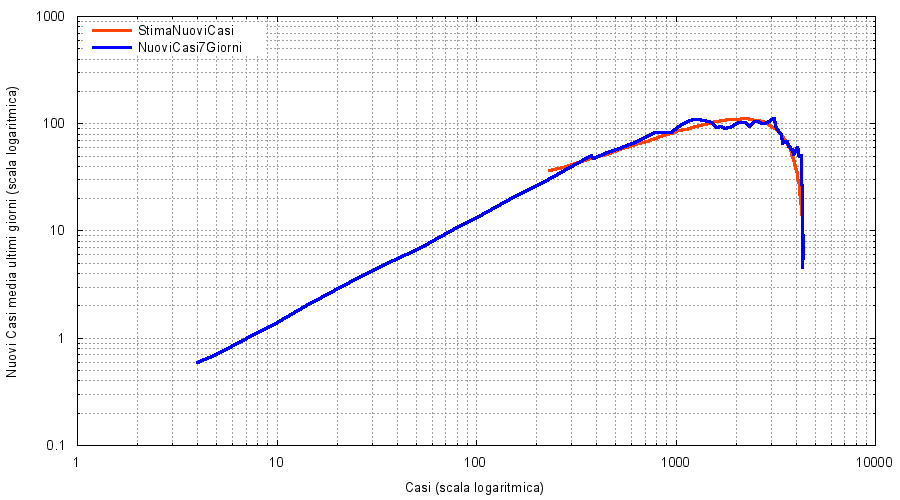 1000
StimaNuoviCasi
NuoviCasi7Giorni
100
10
1
0.1
Nuovi Casi media ultimi giorni (scala logaritmica)
1 10 100 1000 10000
Casi (scala logaritmica)